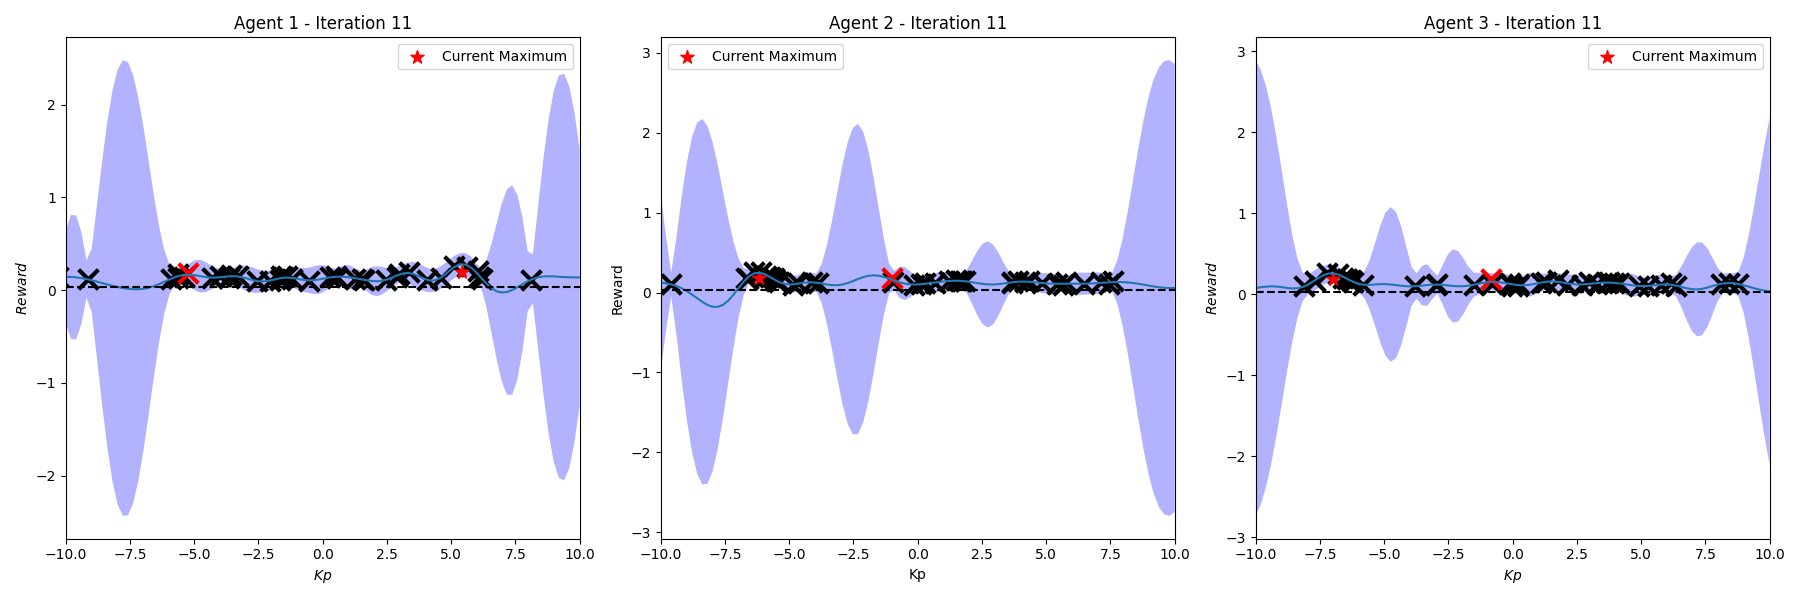 Agent 1 - Iteration 11
Current Maximum
Reward
2
1
0
−1
−2
−10.0 −7.5 −5.0 −2.5 0.0 2.5 5.0 7.5 10.0
Kp
Agent 2 - Iteration 11
Current Maximum
Reward
3
2
1
0
−1
−2
−3
−10.0 −7.5 −5.0 −2.5 0.0 2.5 5.0 7.5 10.0
Kp
Agent 3 - Iteration 11
Current Maximum
Reward
3
2
1
0
−1
−2
−3
−10.0 −7.5 −5.0 −2.5 0.0 2.5 5.0 7.5 10.0
Kp